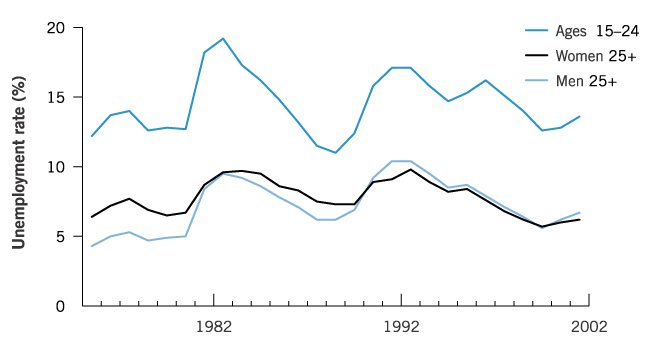 20
Ages 15–24
Women 25+
Men 25+
15
10
5
0
Unemployment rate (%)
1982
1992
2002